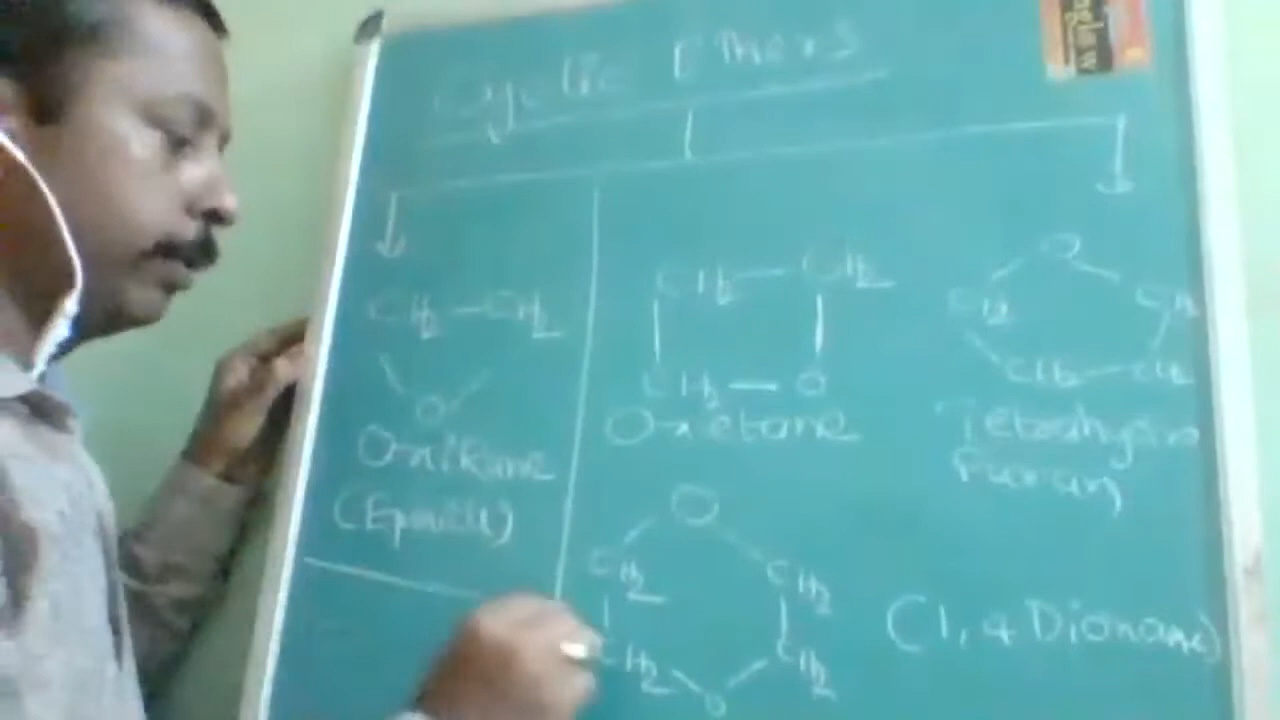 Cyclic Ethers
CH2 - CH2
O
Oxirane
(Epoxide)
CH2 - CH2
CH2 - O
Oxetane
O
CH2 CH2
CH2 - CH2
Tetrahydro
Furan
O
CH2 CH2
CH2 CH2
O
(1,4 Dioxane)